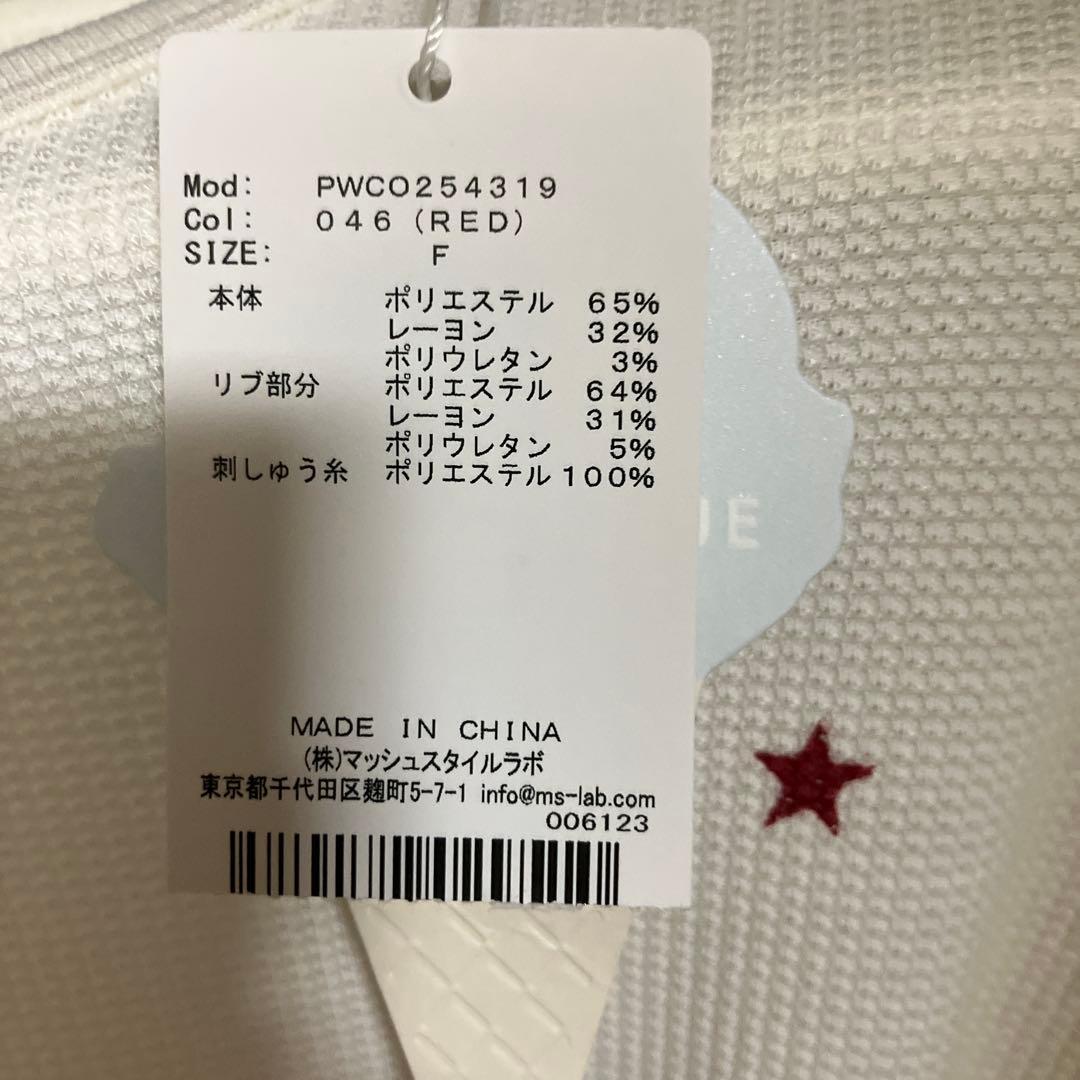 Mod: PWCO254319
Col: 046 (RED)
SIZE: F
本体 ポリエステル 65%
レーヨン 32%
ポリウレタン 3%
リブ部分 ポリエステル 64%
レーヨン 31%
ポリウレタン 5%
刺しゅう糸 ポリエステル 100%
UE
MADE IN CHINA
(株)マッシュスタイルラボ
東京都千代田区麹町5-7-1 info@ms-lab.com
006123